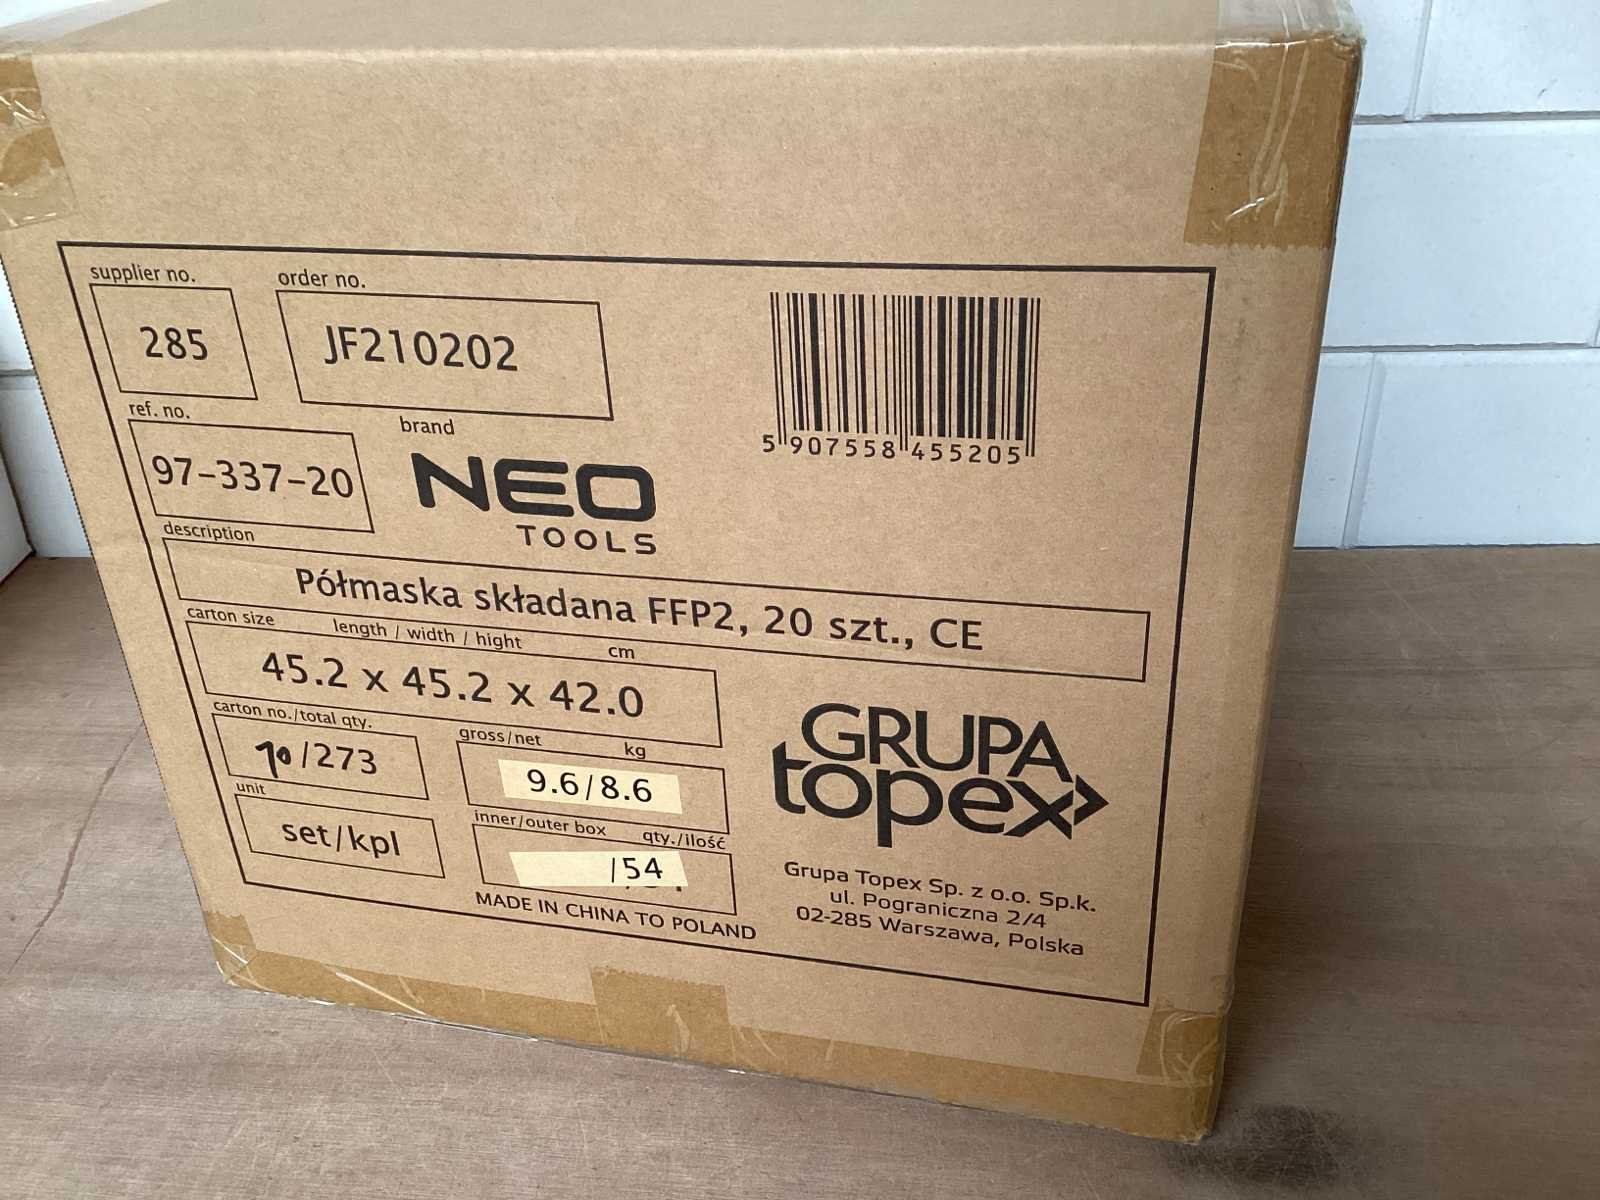 supplier no.
order no.
285
JF210202
5 907558 455205
ref. no.
brand
97-337-20
NEO
TOOLS
description
Półmaska składana FFP2, 20 szt., CE
carton size length / width / hight cm
45.2 x 45.2 x 42.0
carton no./total qty.
gross/net kg
10/273
9.6/8.6
unit
inner/outer box qty./ilość
set/kpl
/54
MADE IN CHINA TO POLAND
GRUPA
topex
Grupa Topex Sp. z o.o. Sp.k.
ul. Pograniczna 2/4
02-285 Warszawa, Polska